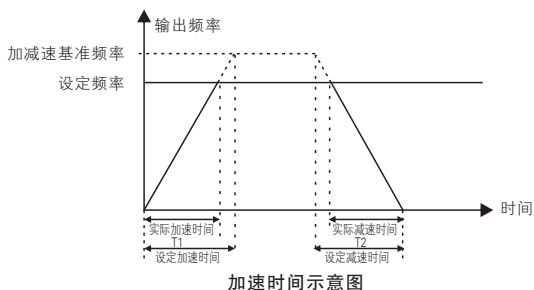 输出频率
加减速基准频率
设定频率
时间
实际加速时间 实际减速时间
T1 T2
设定加速时间 设定减速时间
加速时间示意图